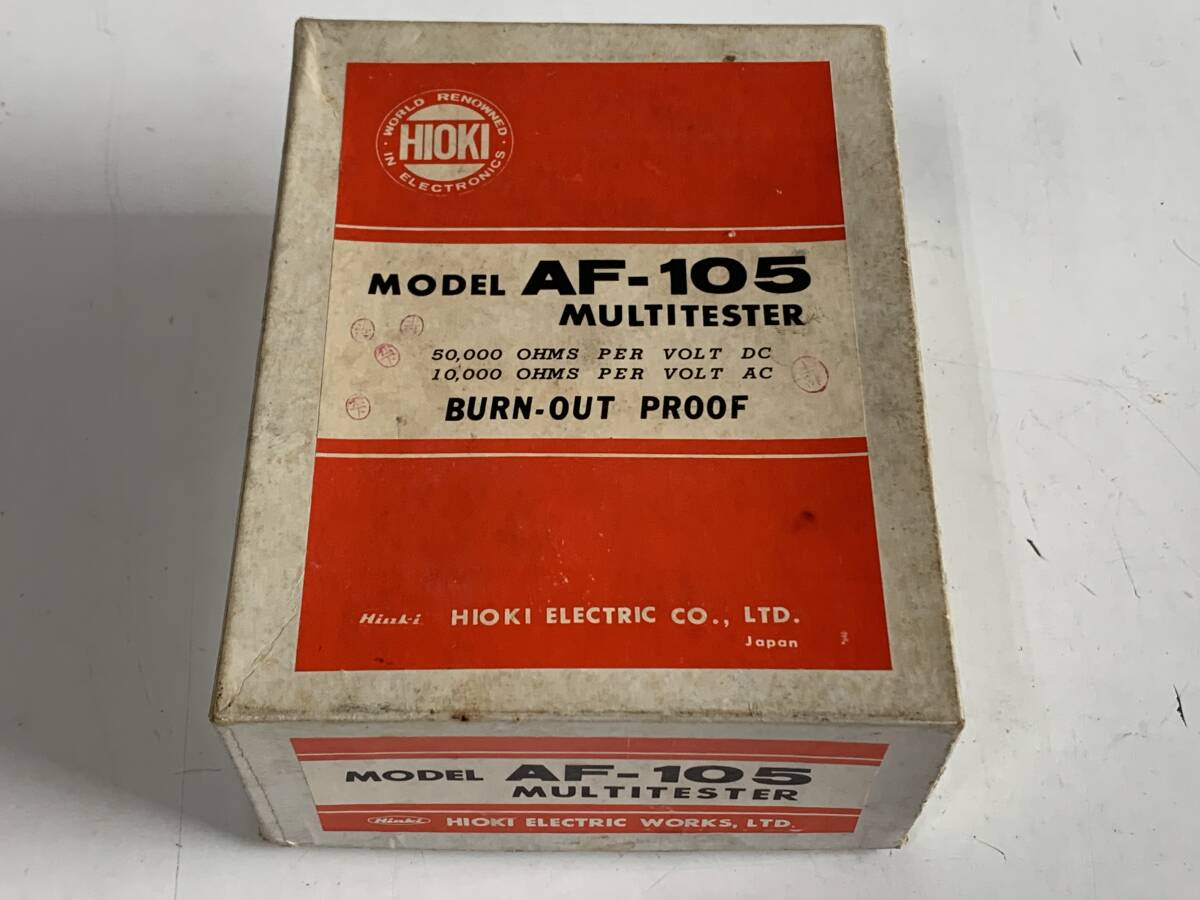 WORLD RENOWNED
HIOKI
IN ELECTRONICS
MODEL AF-105
MULTITESTER
50,000 OHMS PER VOLT DC
10,000 OHMS PER VOLT AC
BURN-OUT PROOF
Hioki HIOKI ELECTRIC CO., LTD.
Japan
MODEL AF-105
MULTITESTER
Hioki HIOKI ELECTRIC WORKS, LTD.